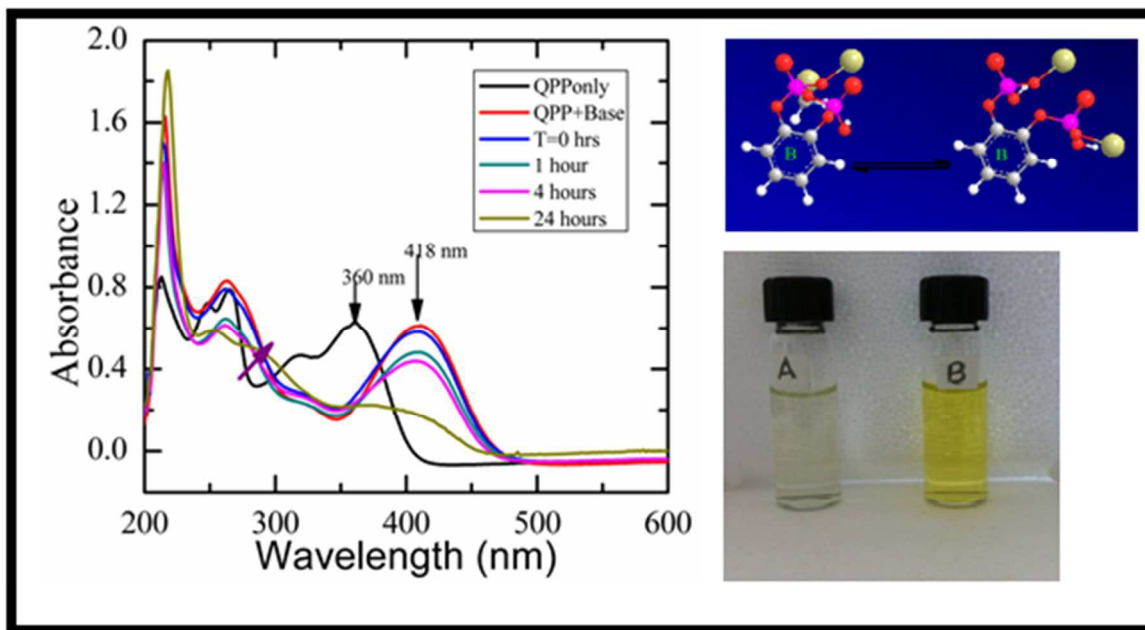 2.0
1.6
1.2
0.8
0.4
0.0
Absorbance
200
300
400
500
600
Wavelength (nm)
QPPonly
QPP+Base
T=0 hrs
1 hour
4 hours
24 hours
360 nm
418 nm
B
B
A
B